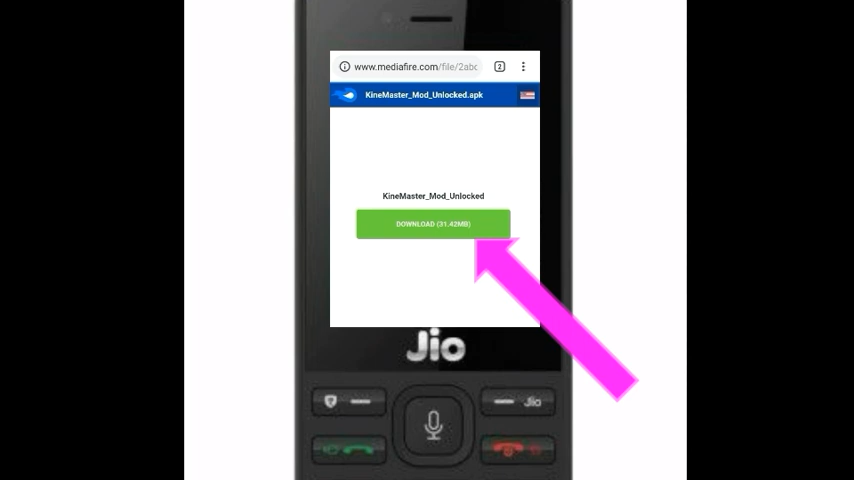 www.mediafire.com/file/2abc
2
KineMaster_Mod_Unlocked.apk
KineMaster_Mod_Unlocked
DOWNLOAD (31.42MB)
Jio
Jio